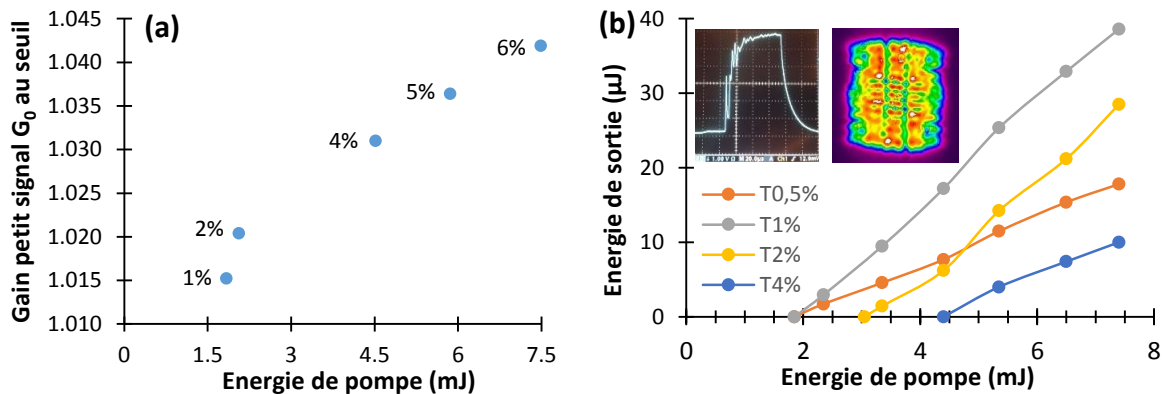 (a)
Gain petit signal G₀ au seuil
1.045
1.040
1.035
1.030
1.025
1.020
1.015
1.010
6%
5%
4%
2%
1%
0
1.5
3
4.5
6
7.5
Energie de pompe (mJ)
(b)
Energie de sortie (µJ)
40
30
20
10
0
T0,5%
T1%
T2%
T4%
0
2
4
6
8
Energie de pompe (mJ)